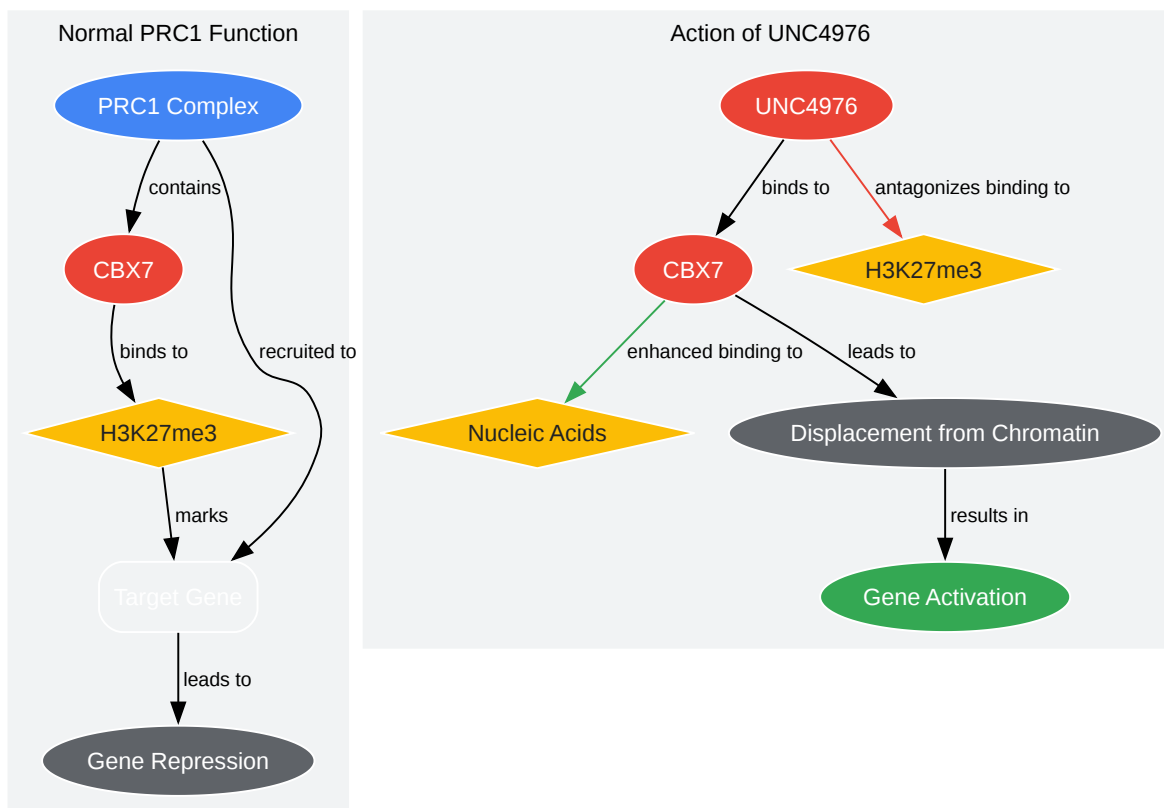 Normal PRC1 Function
PRC1 Complex
contains
CBX7
binds to
recruited to
H3K27me3
marks
Target Gene
leads to
Gene Repression
Action of UNC4976
UNC4976
binds to
antagonizes binding to
CBX7
H3K27me3
enhanced binding to
leads to
Nucleic Acids
Displacement from Chromatin
results in
Gene Activation